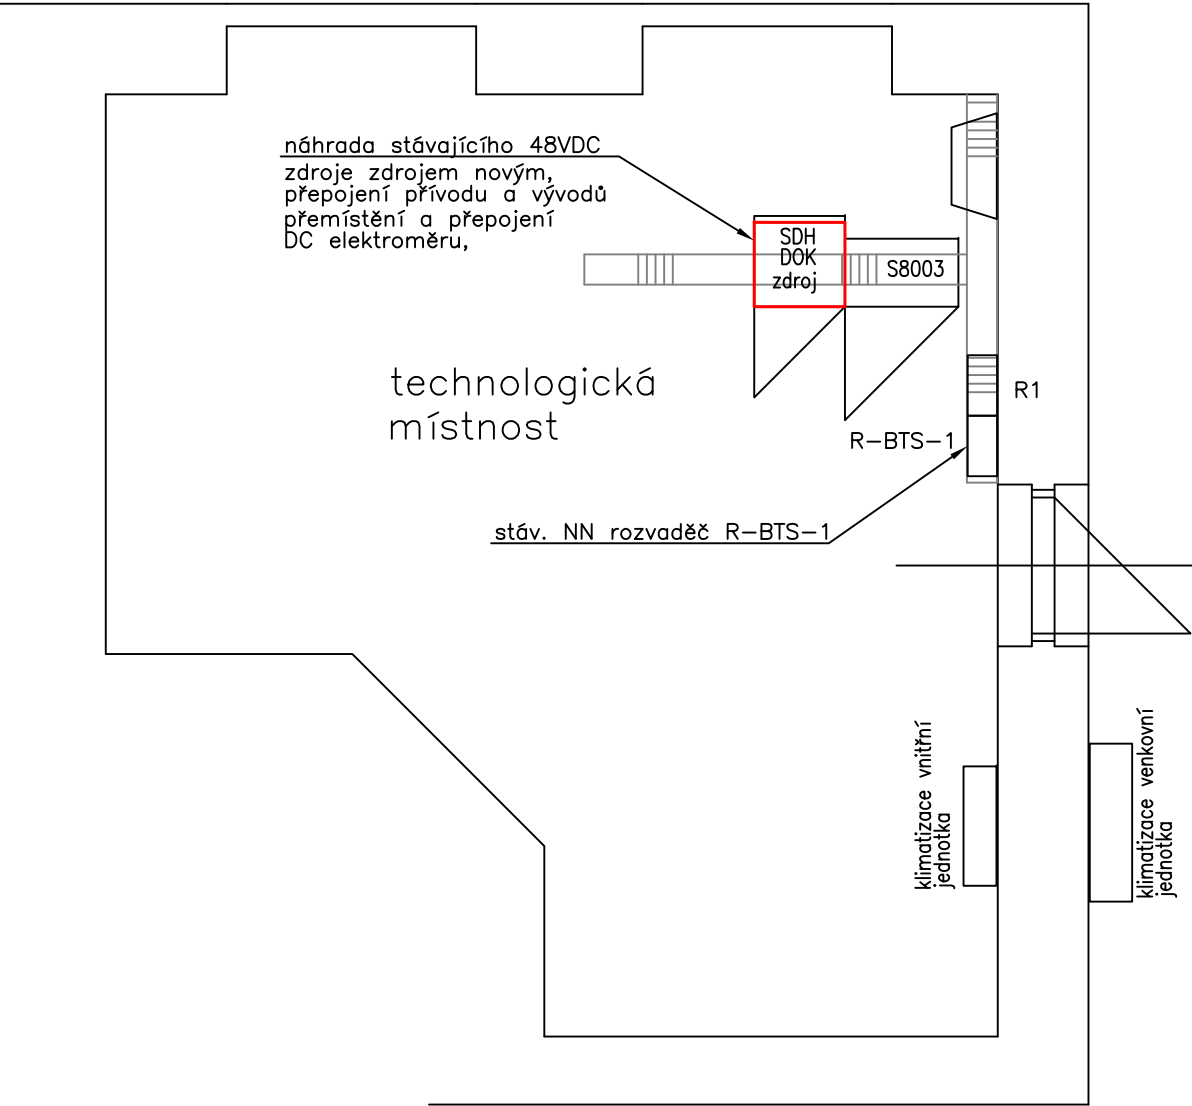 náhrada stávajícího 48VDC
zdroje zdrojem novým,
přepojení přívodu a vývodů
přemístění a přepojení
DC elektroměru,
SDH
DOK
zdroj
S8003
technologická
místnost
R1
R-BTS-1
stáv. NN rozvaděč R-BTS-1
klimatizace vnitřní
jednotka
klimatizace venkovní
jednotka